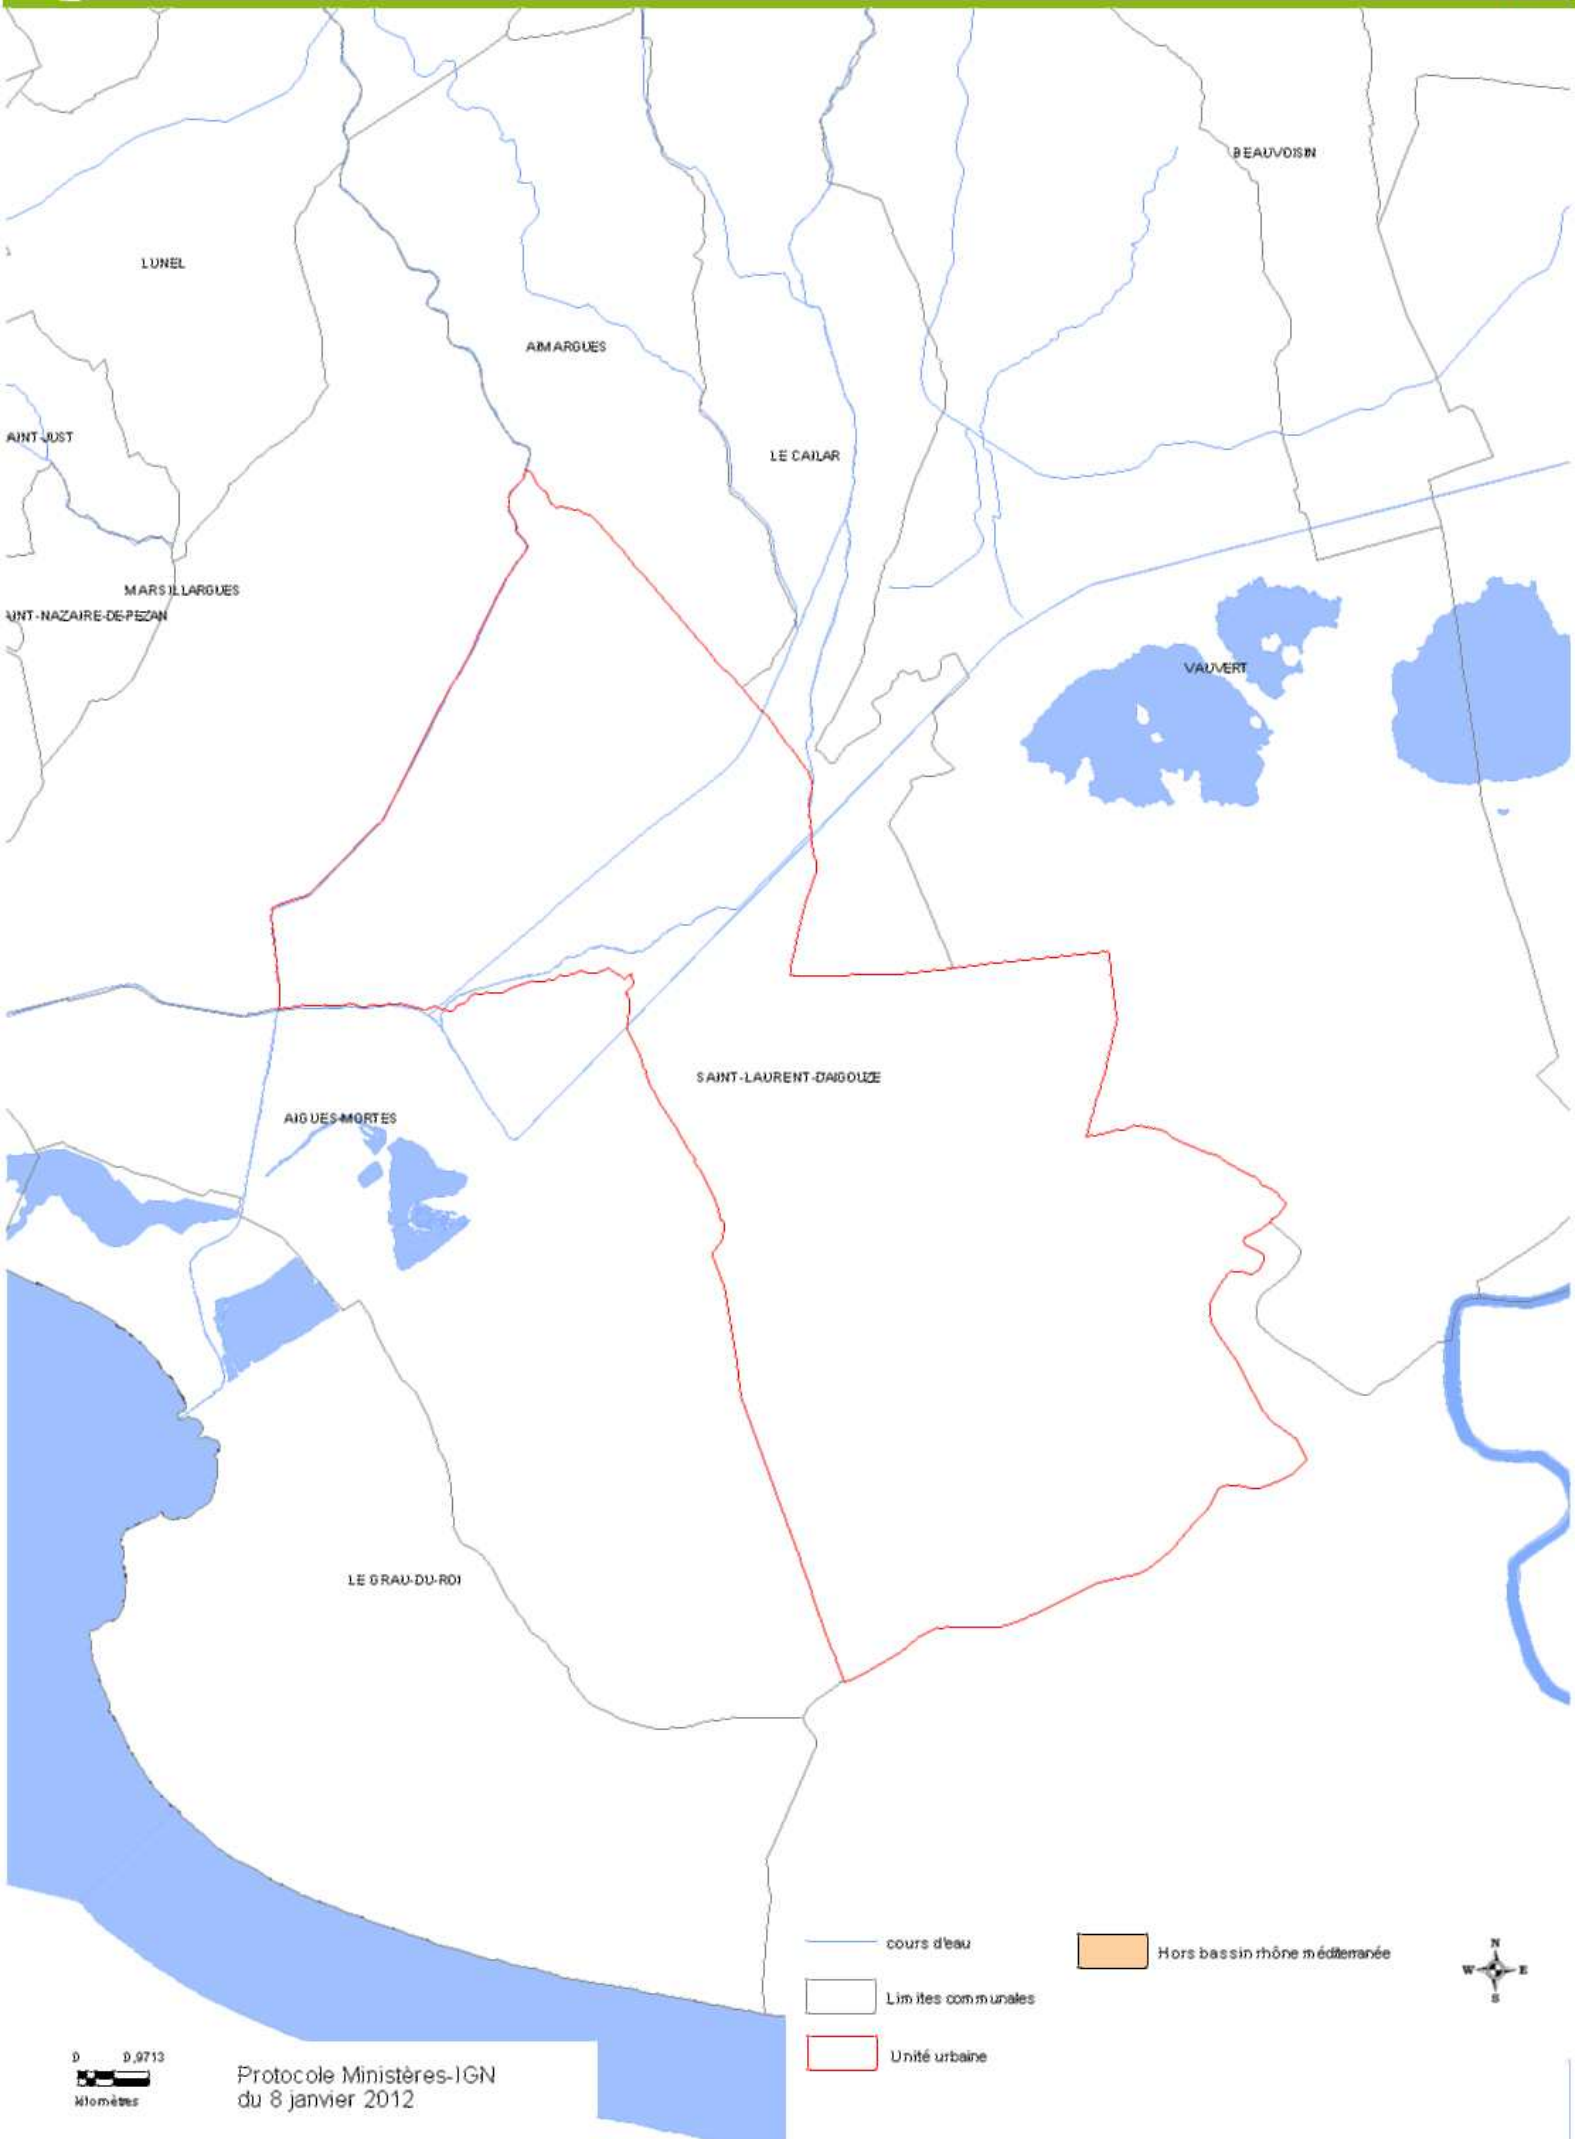 BEAUVOISIN
LUNEL
AIMARGUES
AINT-JUST
LE CAILAR
MARSILLARGUES
AINT-NAZAIRE-DE-PEZAN
VAUVERT
SAINT-LAURENT-D'AIGOUZE
AIGUES-MORTES
LE GRAU-DU-ROI
cours d'eau
Hors bassin rhône méditerranée
Limites communales
Unité urbaine
N
W E
S
0 0,9713
kilomètres
Protocole Ministères-IGN
du 8 janvier 2012